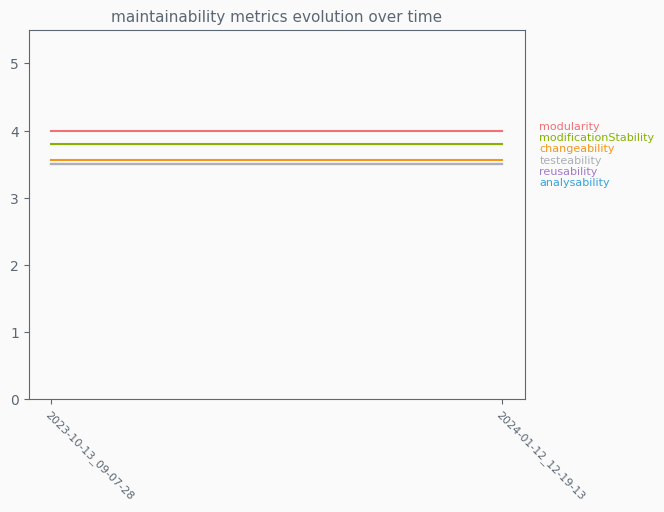 maintainability metrics evolution over time
5
4
3
2
1
0
modularity
modificationStability
changeability
testeability
reusability
analysability
2023-10-13_09-07-28
2024-01-12_12-19-13